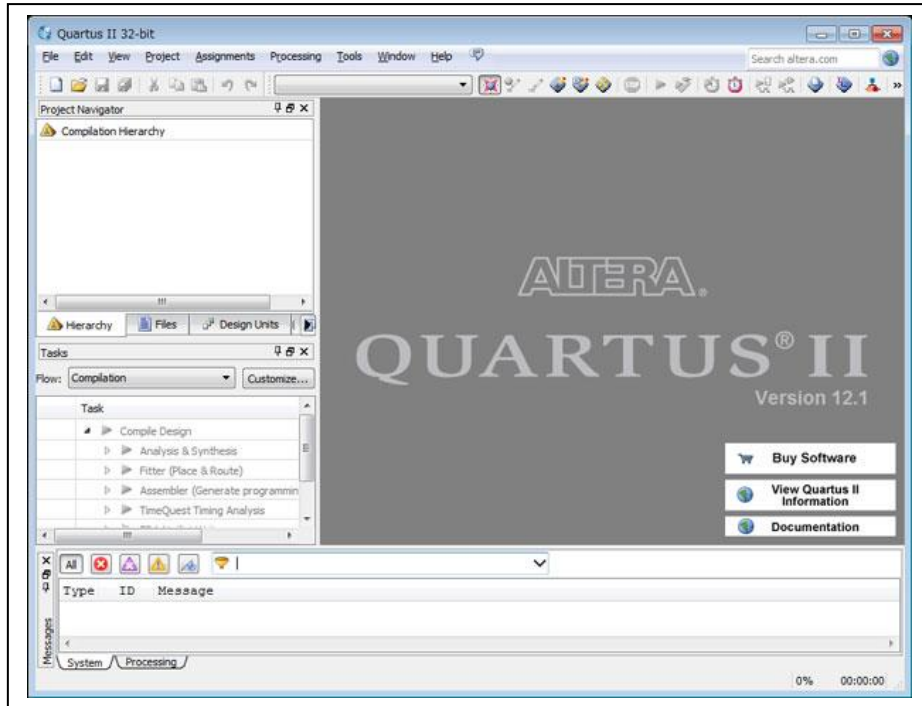 Quartus II 32-bit
File Edit View Project Assignments Processing Tools Window Help
Search altera.com
Project Navigator
Compilation Hierarchy
Hierarchy Files Design Units
Tasks
Flow: Compilation Customize...
Task
Compile Design
Analysis & Synthesis
Fitter (Place & Route)
Assembler (Generate programmin
TimeQuest Timing Analysis
ALTERA®
QUARTUS® II
Version 12.1
Buy Software
View Quartus II
Information
Documentation
All
Type ID Message
Messages
System Processing
0% 00:00:00